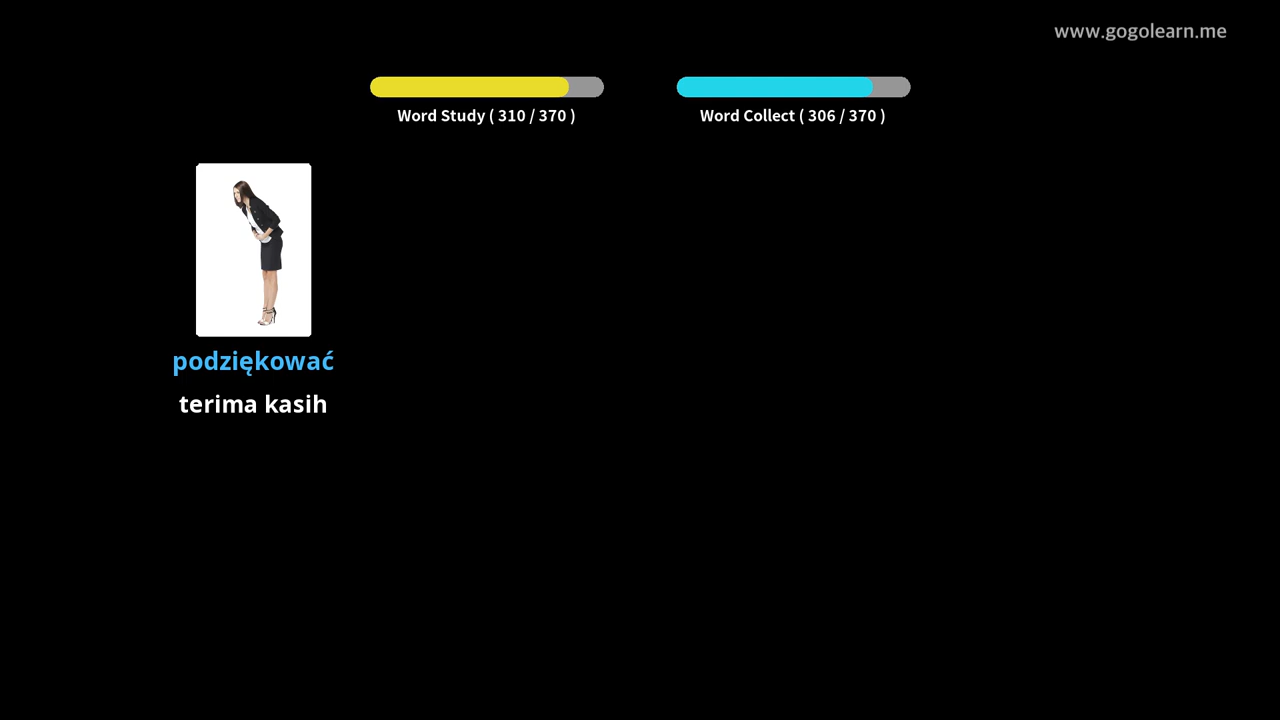 www.gogolearn.me
Word Study ( 310 / 370 )
Word Collect ( 306 / 370 )
podziękować
terima kasih